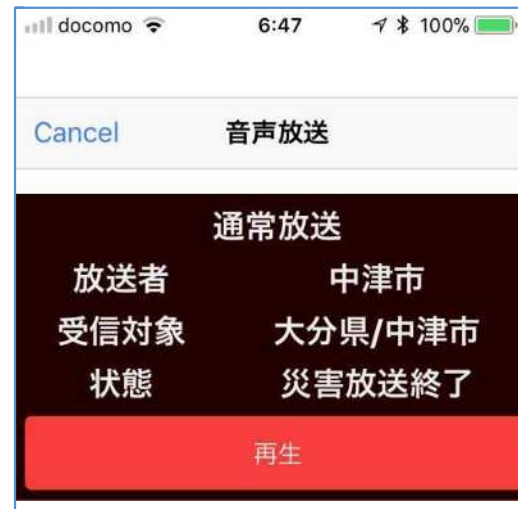 docomo 6:47 100%
Cancel 音声放送
通常放送
放送者 中津市
受信対象 大分県/中津市
状態 災害放送終了
再生